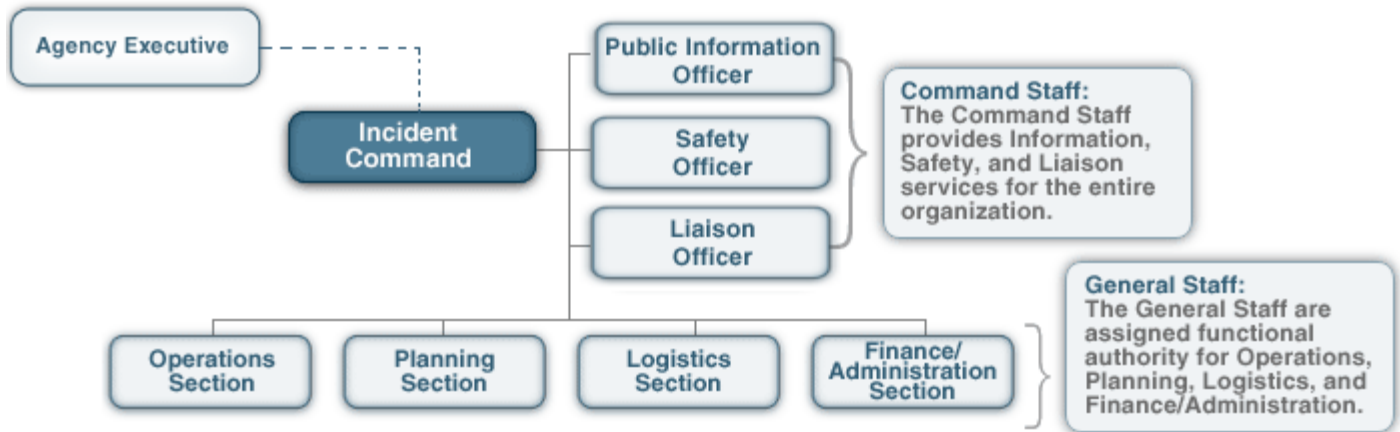 Agency Executive
Public Information
Officer
Incident
Command
Safety
Officer
Liaison
Officer
Command Staff:
The Command Staff
provides Information,
Safety, and Liaison
services for the entire
organization.
Operations
Section
Planning
Section
Logistics
Section
Finance/
Administration
Section
General Staff:
The General Staff are
assigned functional
authority for Operations,
Planning, Logistics, and
Finance/Administration.